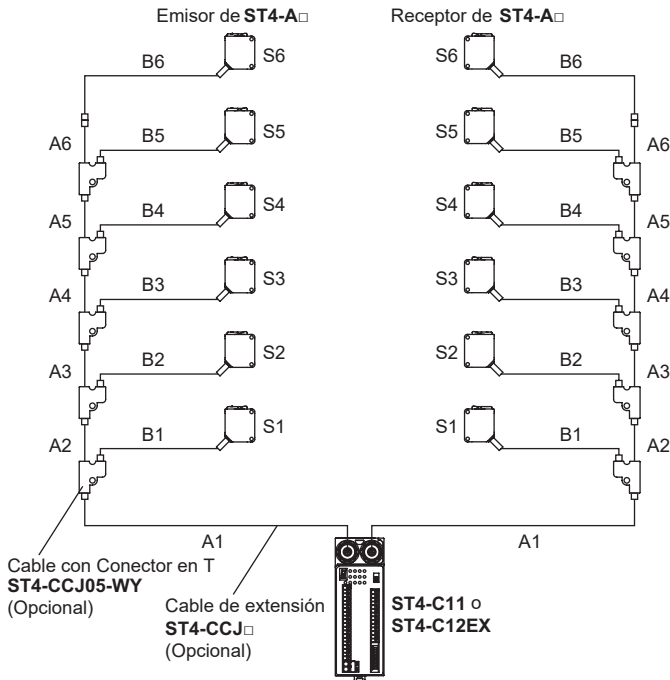 Emisor de ST4-A□
Receptor de ST4-A□
B6
S6
S6
B6
A6
B5
S5
S5
B5
A6
A5
B4
S4
S4
B4
A5
A4
B3
S3
S3
B3
A4
A3
B2
S2
S2
B2
A3
A2
B1
S1
S1
B1
A2
A1
A1
Cable con Conector en T
ST4-CCJ05-WY
(Opcional)
Cable de extensión
ST4-CCJ□
(Opcional)
ST4-C11 o
ST4-C12EX